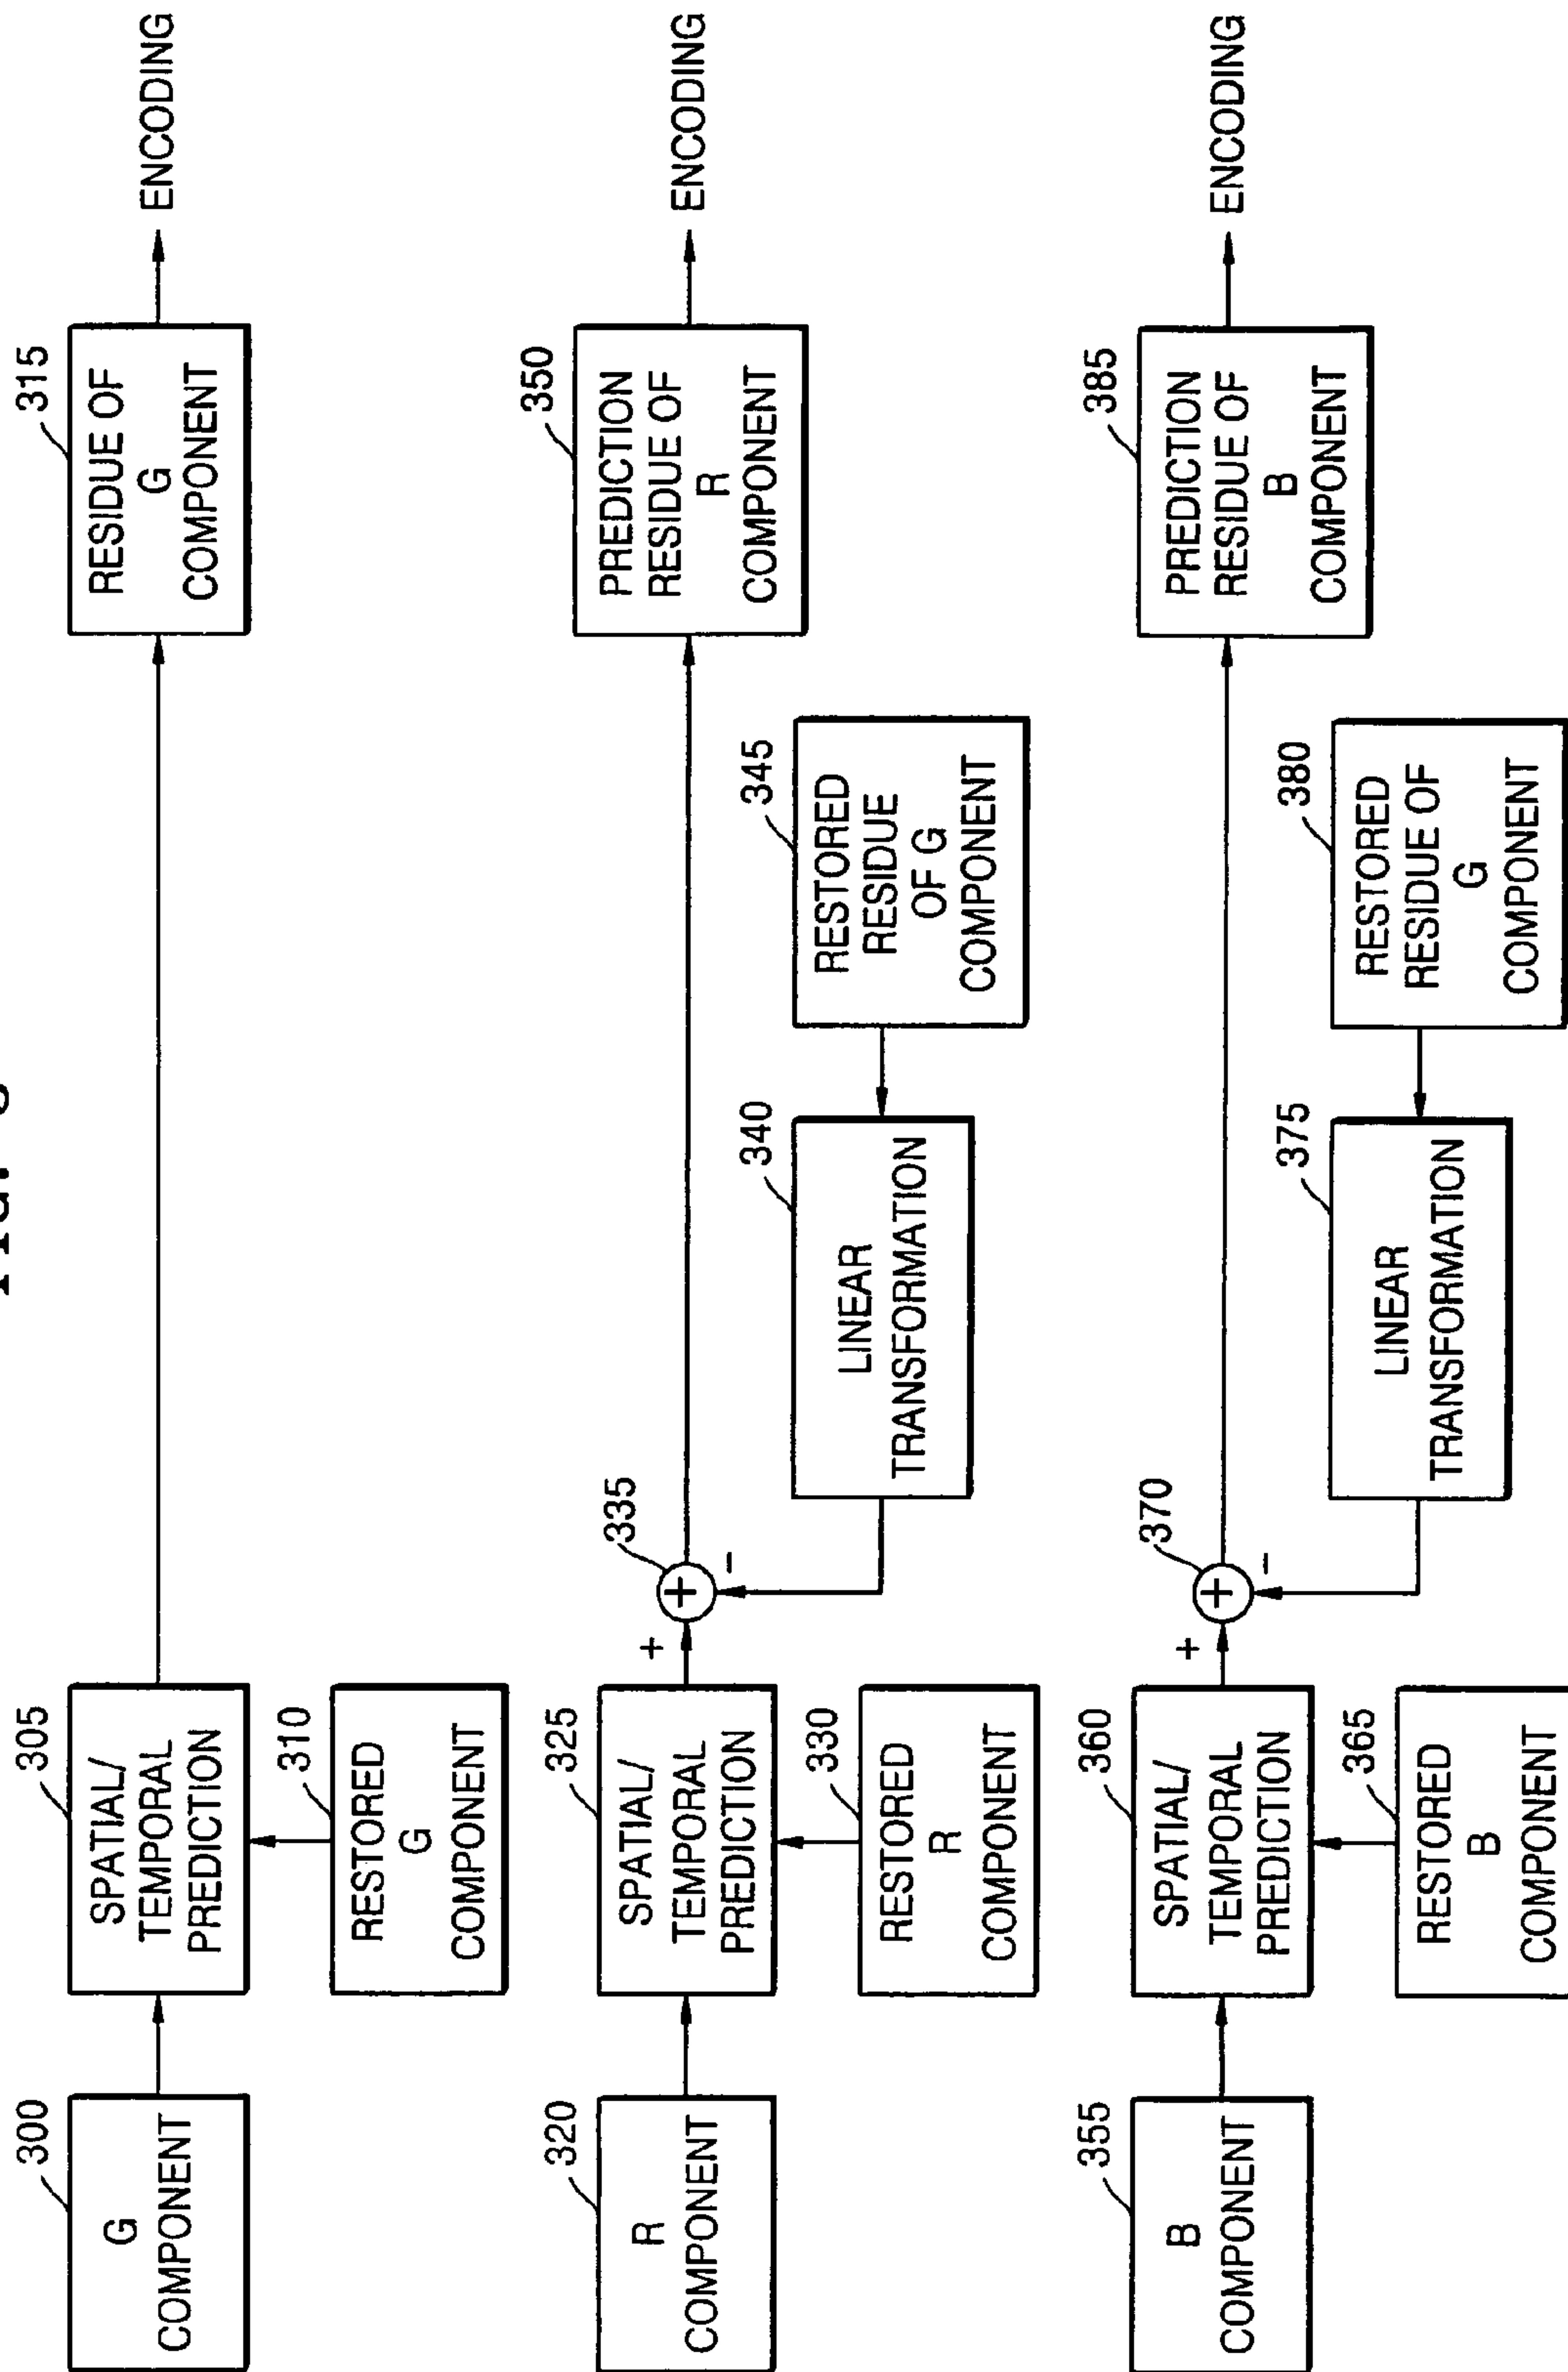 300
G
COMPONENT
305
SPATIAL/
TEMPORAL
PREDICTION
310
RESTORED
G
COMPONENT
315
RESIDUE OF
G
COMPONENT
ENCODING
320
R
COMPONENT
325
SPATIAL/
TEMPORAL
PREDICTION
330
RESTORED
R
COMPONENT
+
335
+
-
340
LINEAR
TRANSFORMATION
345
RESTORED
RESIDUE
OF G
COMPONENT
350
PREDICTION
RESIDUE OF
R
COMPONENT
ENCODING
355
B
COMPONENT
360
SPATIAL/
TEMPORAL
PREDICTION
365
RESTORED
B
COMPONENT
+
370
+
-
375
LINEAR
TRANSFORMATION
380
RESTORED
RESIDUE OF
G
COMPONENT
385
PREDICTION
RESIDUE OF
B
COMPONENT
ENCODING